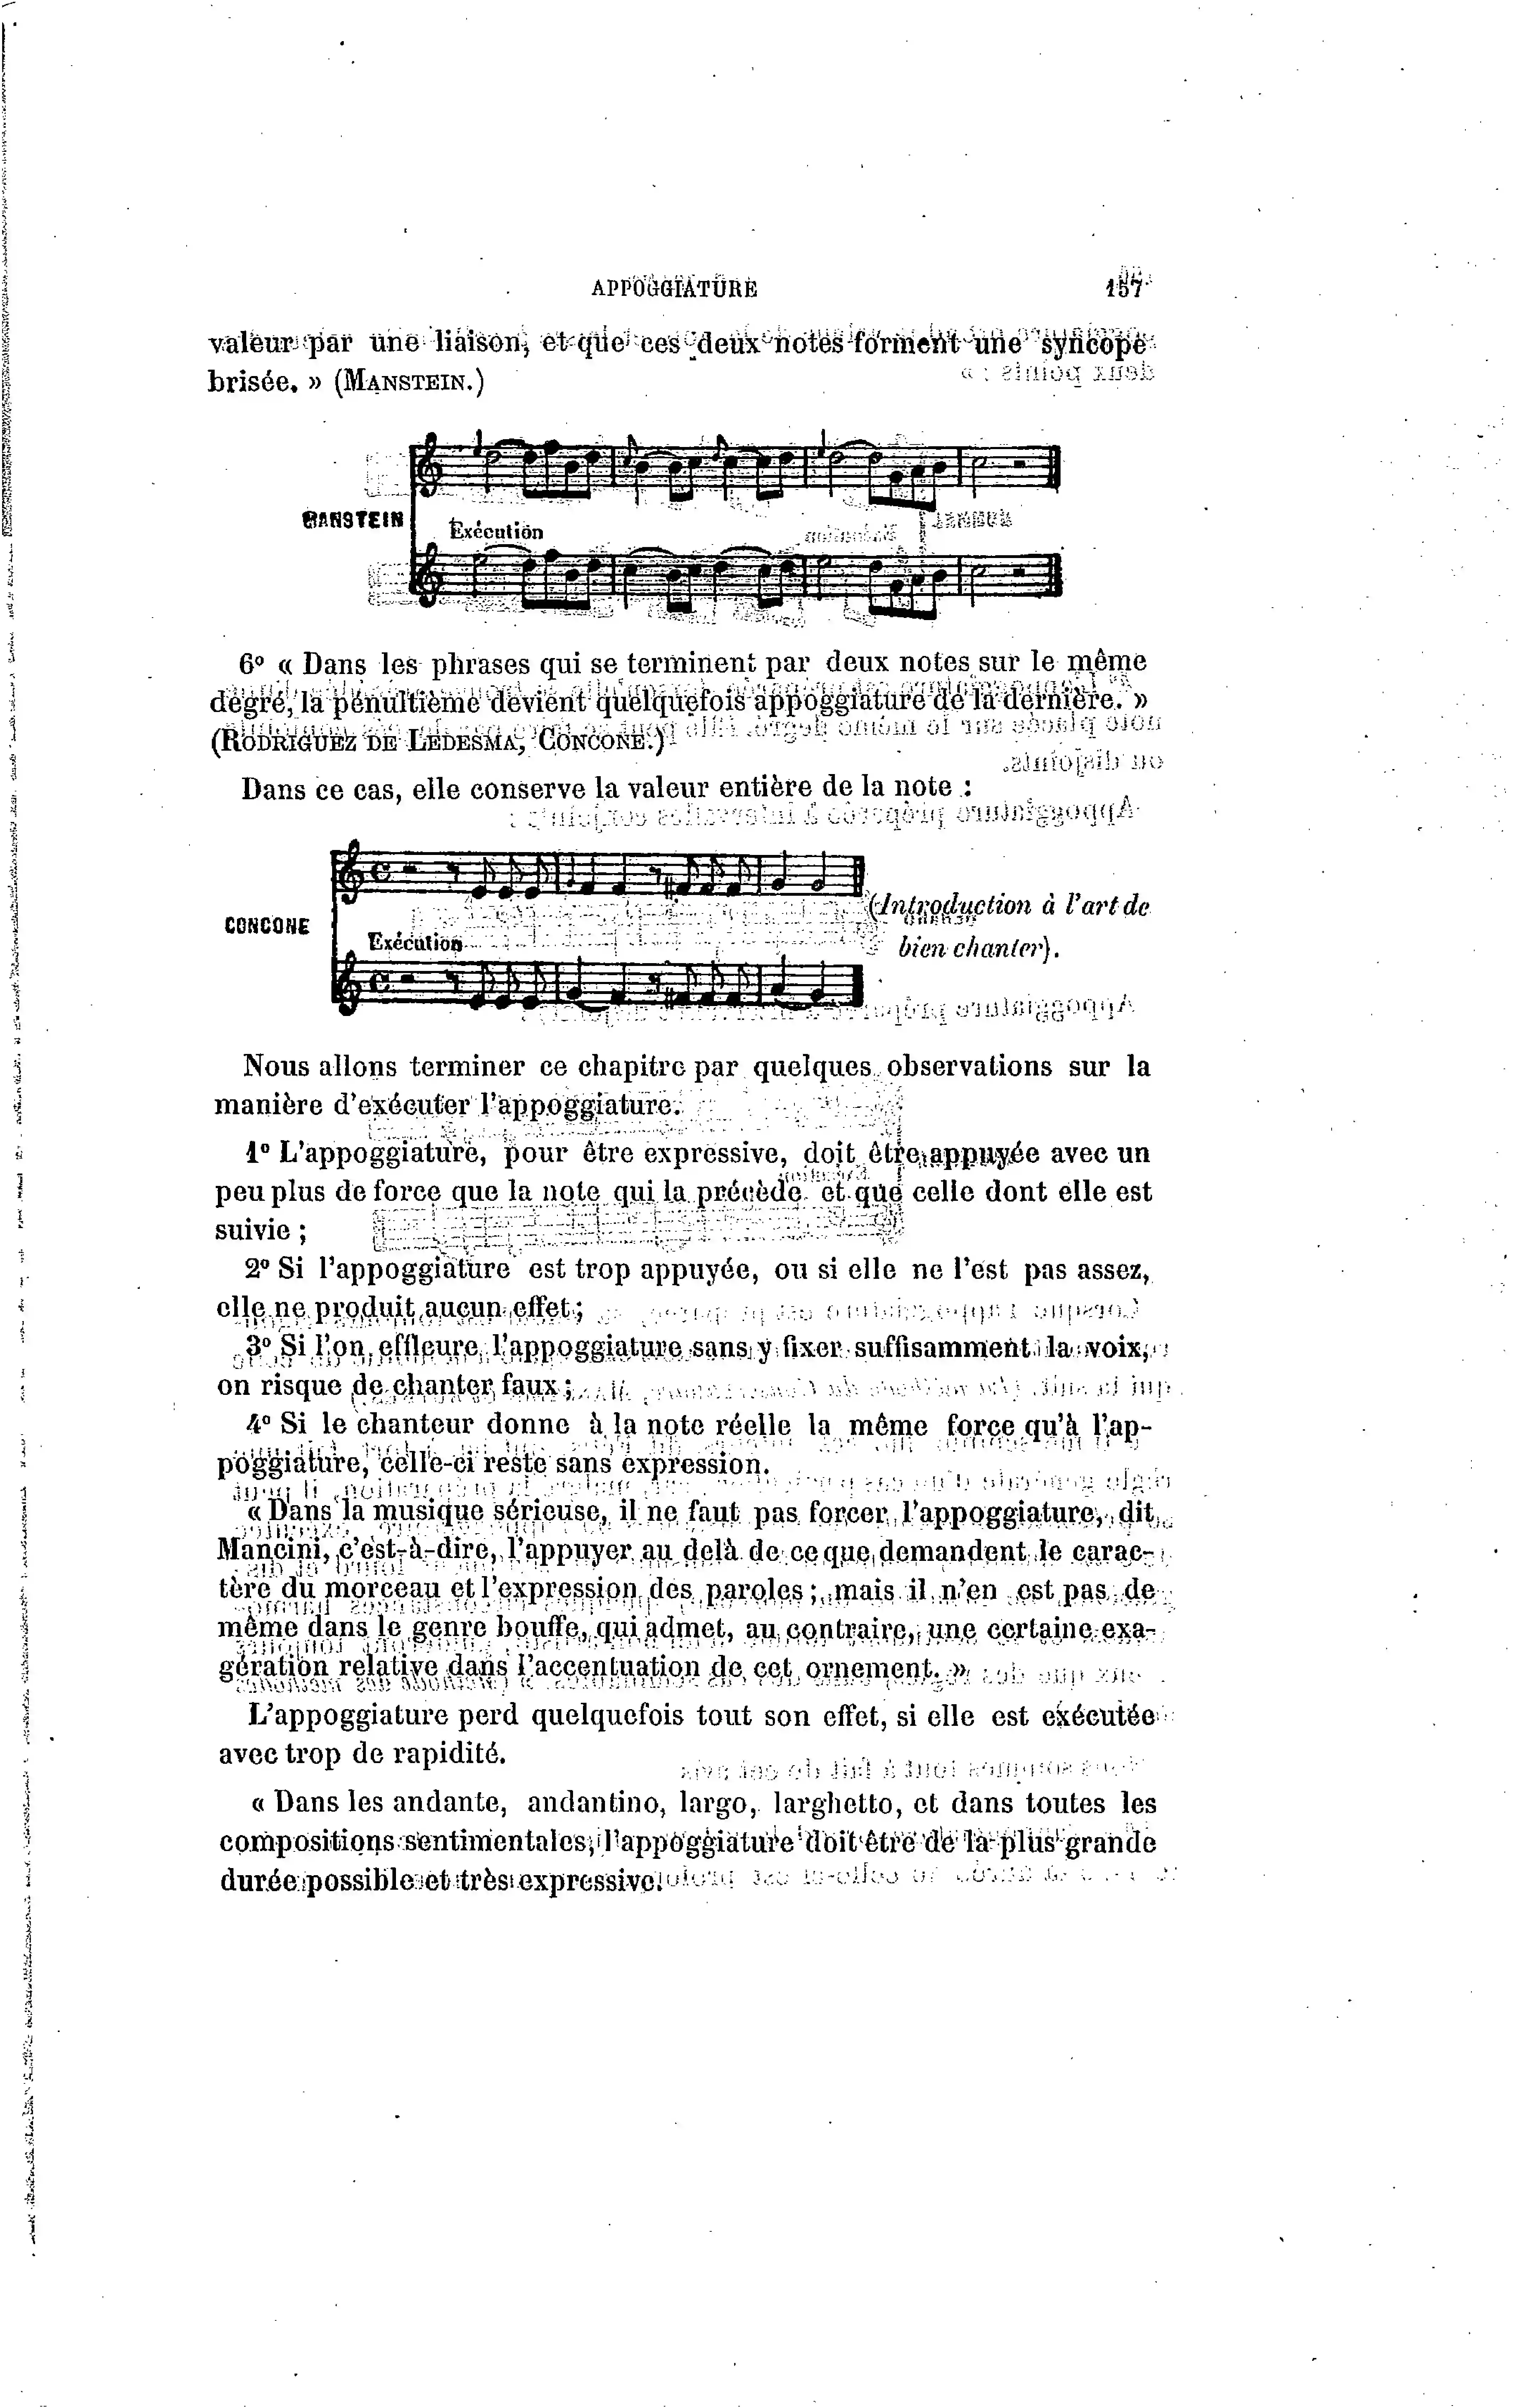 APPOGGIATURE 157
valeur par une liaison, et que ces deux notes forment une syncope
brisée. » (MANSTEIN.)
MANSTEIN
Exécution
6° « Dans les phrases qui se terminent par deux notes sur le même
degré, la pénultième devient quelquefois appoggiature de la dernière. »
(RODRIGUEZ DE LEDESMA, CONCONE.)
Dans ce cas, elle conserve la valeur entière de la note :
CONCONE
Exécution
(Introduction à l'art de
bien chanter).
Nous allons terminer ce chapitre par quelques observations sur la
manière d'exécuter l'appoggiature.
1° L'appoggiature, pour être expressive, doit être appuyée avec un
peu plus de force que la note qui la précède et que celle dont elle est
suivie ;
2° Si l'appoggiature est trop appuyée, ou si elle ne l'est pas assez,
elle ne produit aucun effet ;
3° Si l'on effleure l'appoggiature sans y fixer suffisamment la voix,
on risque de chanter faux ;
4° Si le chanteur donne à la note réelle la même force qu'à l'ap-
poggiature, celle-ci reste sans expression.
« Dans la musique sérieuse, il ne faut pas forcer l'appoggiature, dit
Mancini, c'est-à-dire, l'appuyer au delà de ce que demandent le carac-
tère du morceau et l'expression des paroles ; mais il n'en est pas de
même dans le genre bouffe, qui admet, au contraire, une certaine exa-
gération relative dans l'accentuation de cet ornement. »
L'appoggiature perd quelquefois tout son effet, si elle est exécutée
avec trop de rapidité.
« Dans les andante, andantino, largo, larghetto, et dans toutes les
compositions sentimentales, l'appoggiature doit être de la plus grande
durée possible et très expressive.